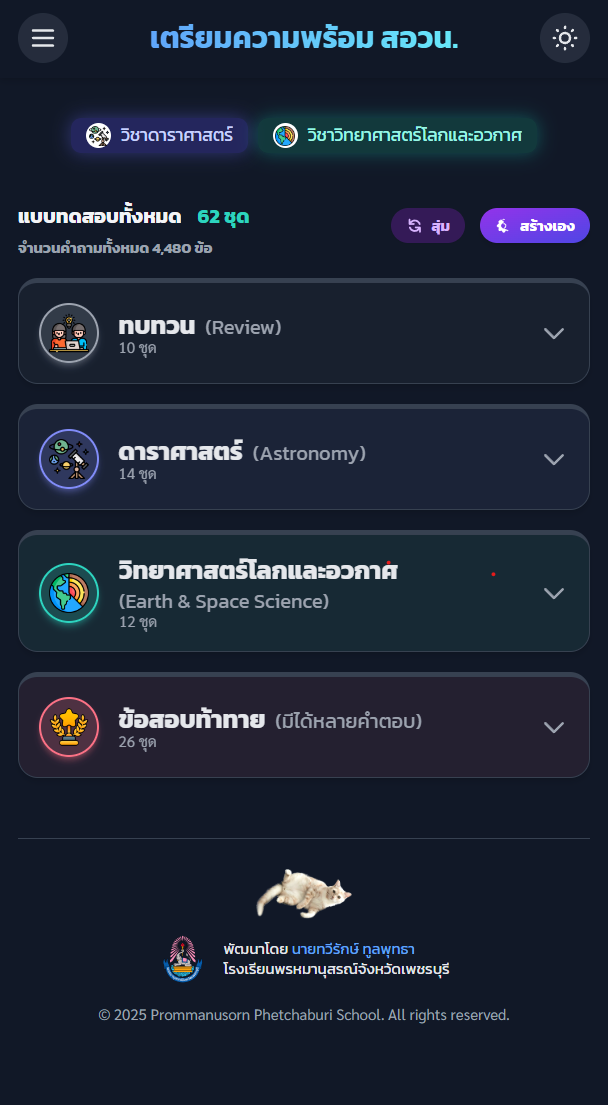 เตรียมความพร้อม สอวน.
วิชาดาราศาสตร์ วิชาวิทยาศาสตร์โลกและอวกาศ
แบบทดสอบทั้งหมด 62 ชุด
จำนวนคำถามทั้งหมด 4,480 ข้อ
สุ่ม
สร้างเอง
ทบทวน (Review)
10 ชุด
ดาราศาสตร์ (Astronomy)
14 ชุด
วิทยาศาสตร์โลกและอวกาศ
(Earth & Space Science)
12 ชุด
ข้อสอบท้าทาย (มีได้หลายคำตอบ)
26 ชุด
พัฒนาโดย นายทวีรักษ์ ทูลพุทธา
โรงเรียนพรหมานุสรณ์จังหวัดเพชรบุรี
© 2025 Prommanusorn Phetchaburi School. All rights reserved.